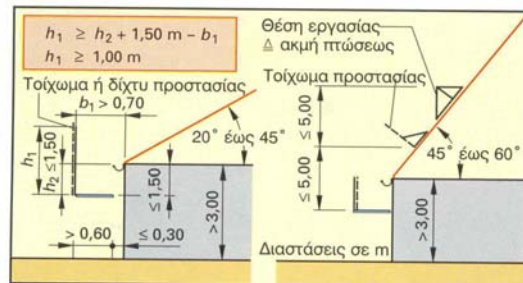 h₁ ≥ h₂ + 1,50 m – b₁
h₁ ≥ 1,00 m
Τοίχωμα ή δίχτυ προστασίας
b₁ > 0,70
20° έως 45°
h₁
h₂ ≤1,50
≤1,50
>3,00
> 0,60
≤ 0,30
Θέση εργασίας
Δ ακμή πτώσεως
Τοίχωμα προστασίας
≤ 5,00
≤ 5,00
45° έως 60°
>3,00
Διαστάσεις σε m